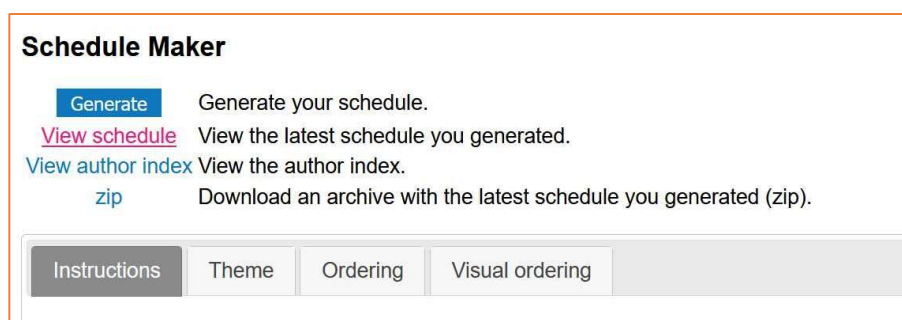 Schedule Maker
Generate Generate your schedule.
View schedule View the latest schedule you generated.
View author index View the author index.
zip Download an archive with the latest schedule you generated (zip).
Instructions Theme Ordering Visual ordering